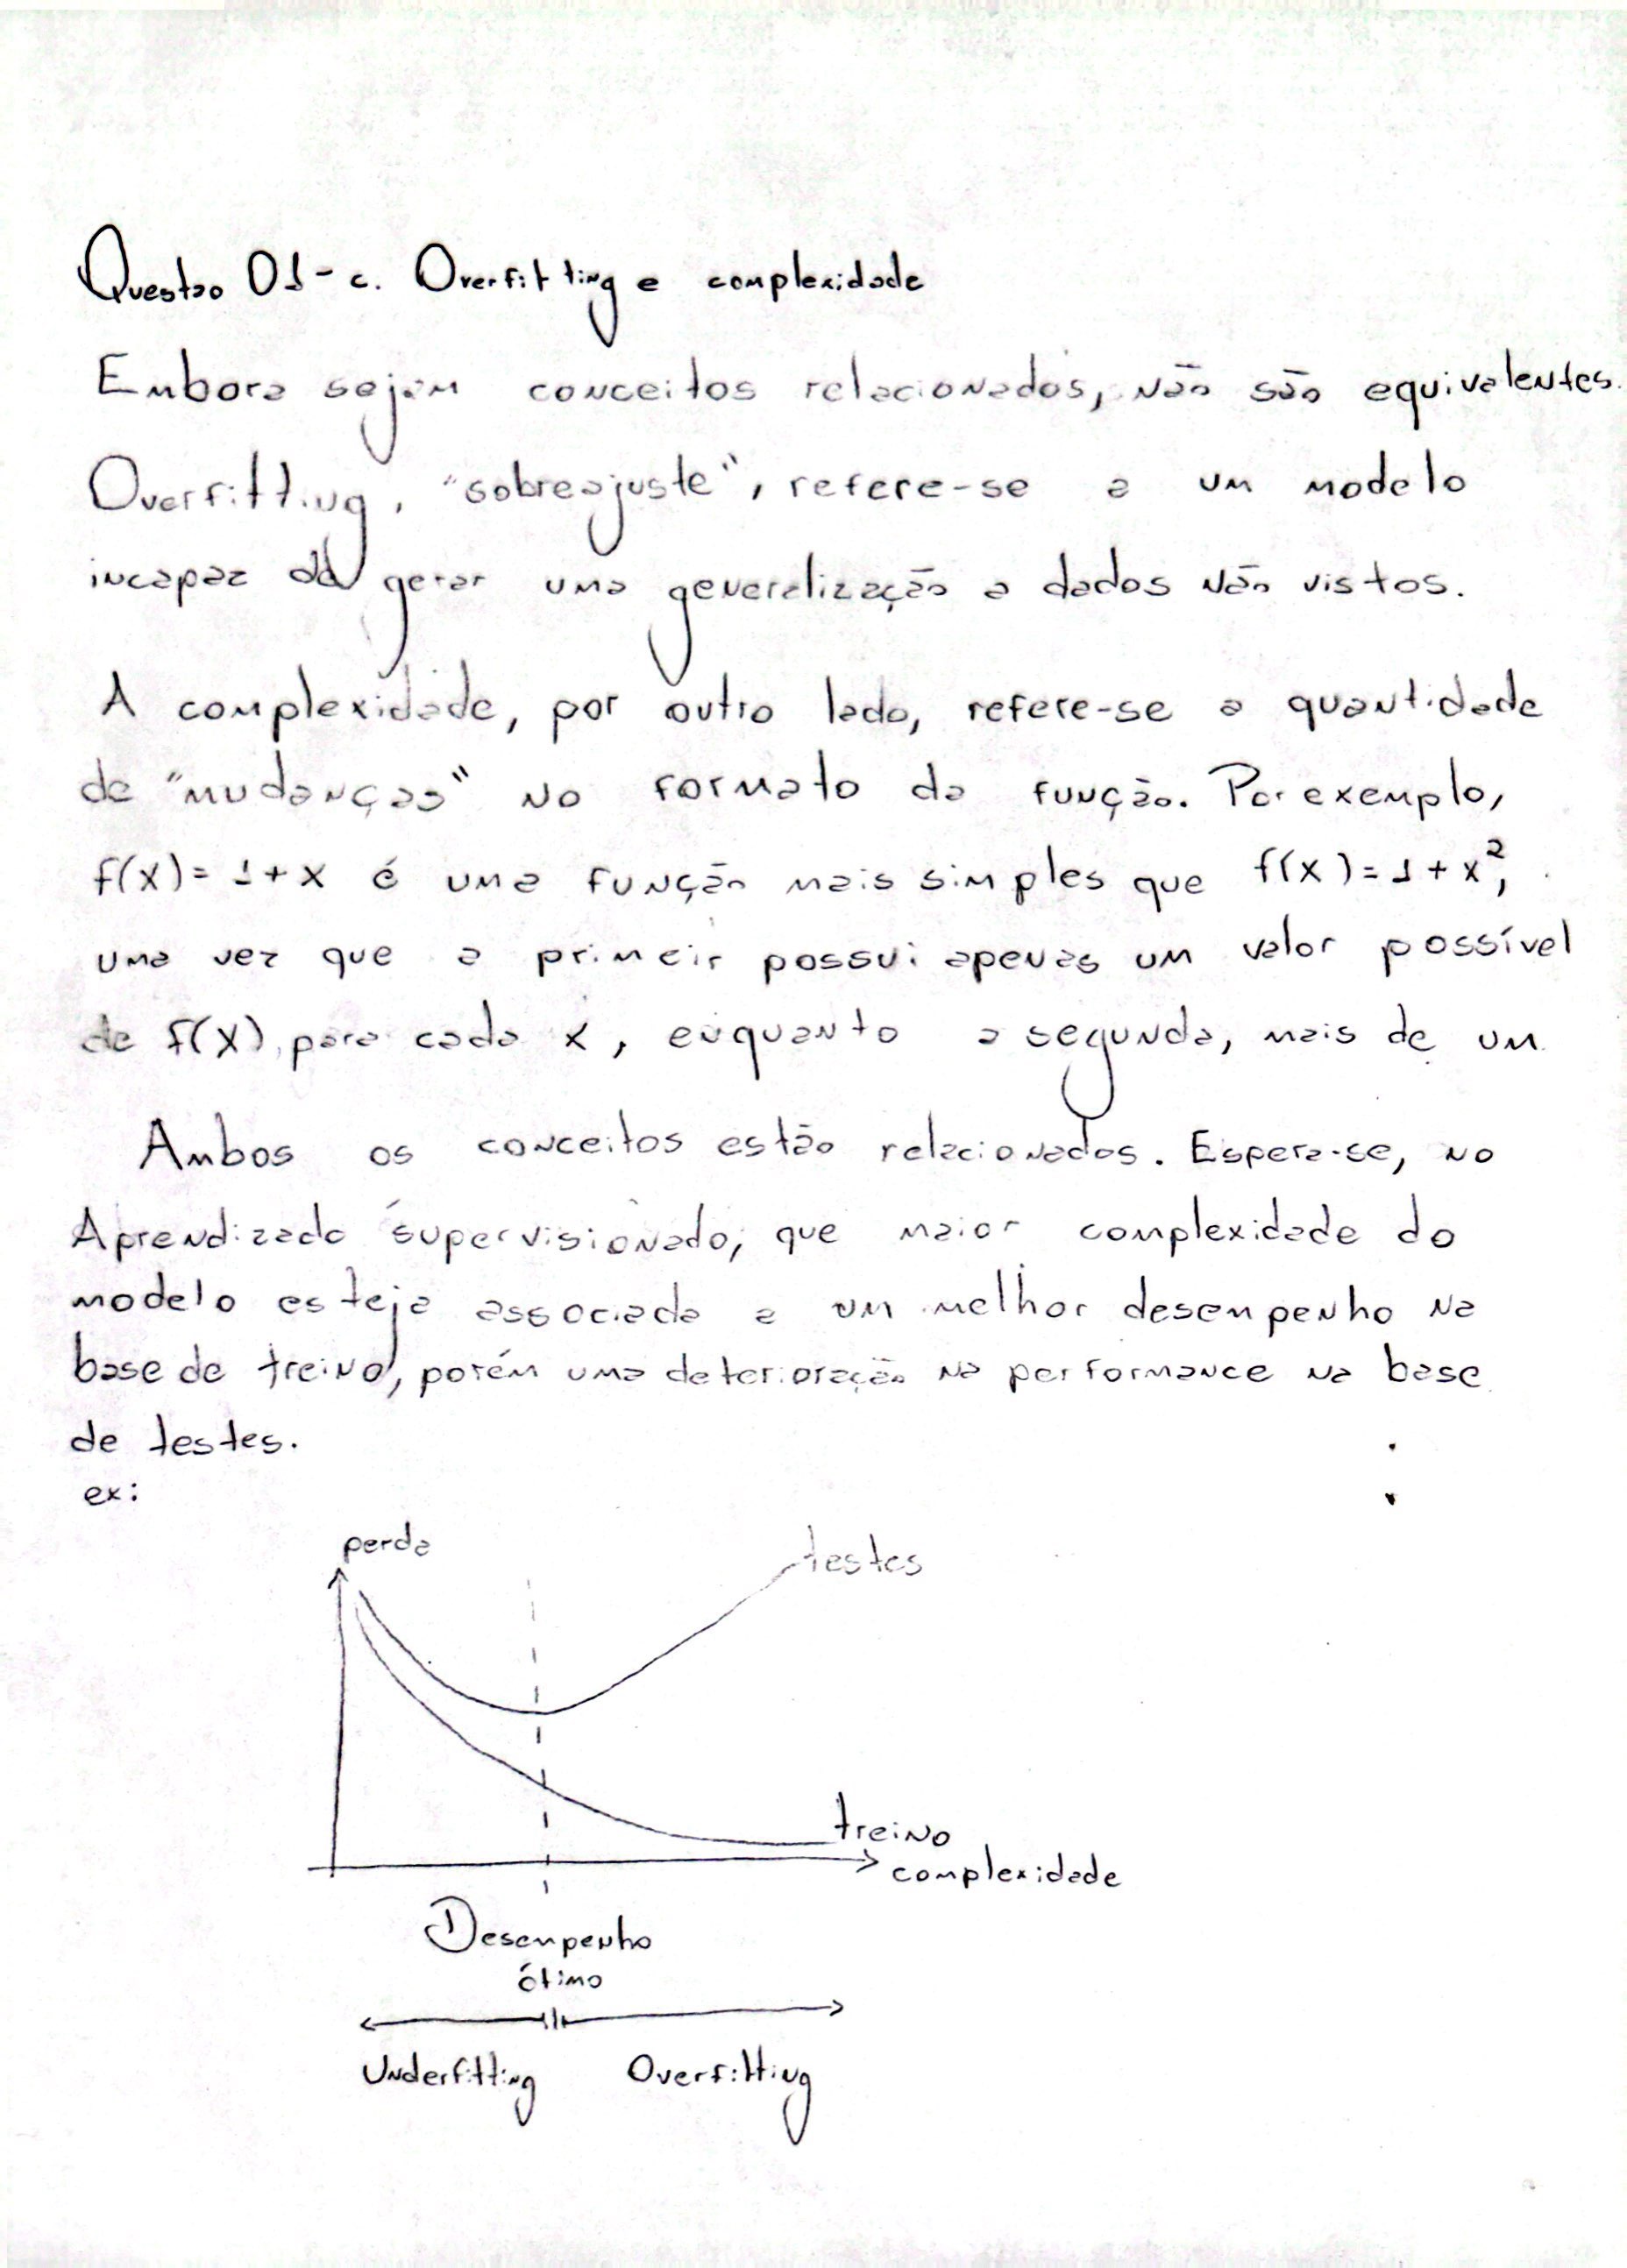 Questão 01-c. Overfitting e complexidade
Embora sejam conceitos relacionados, não são equivalentes.
Overfitting, "sobreajuste", refere-se a um modelo
incapaz de gerar uma generalização a dados não vistos.
A complexidade, por outro lado, refere-se a quantidade
de "mudanças" no formato da função. Por exemplo,
f(x) = 1 + x é uma função mais simples que f(x) = 1 + x²,
uma vez que a primeir possui apenas um valor possível
de f(x) para cada x, enquanto a segunda, mais de um
Ambos os conceitos estão relacionados. Espera-se, no
Aprendizado supervisionado, que maior complexidade do
modelo esteja associada a um melhor desempenho na
base de treino, porém uma deterioração na performance na base
de testes.
ex:
perda
testes
treino
complexidade
Desempenho
ótimo
Underfitting Overfitting